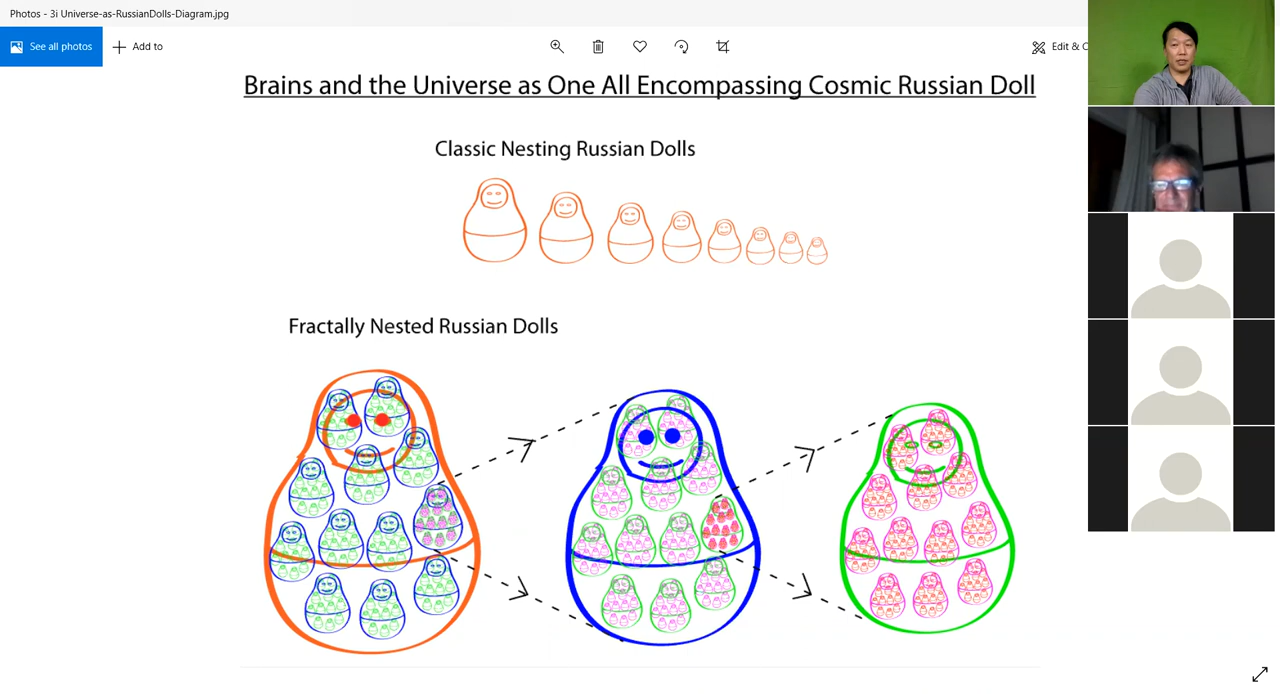 Photos - 3i Universe-as-RussianDolls-Diagram.jpg
See all photos
Add to
Edit & C
Brains and the Universe as One All Encompassing Cosmic Russian Doll
Classic Nesting Russian Dolls
Fractally Nested Russian Dolls